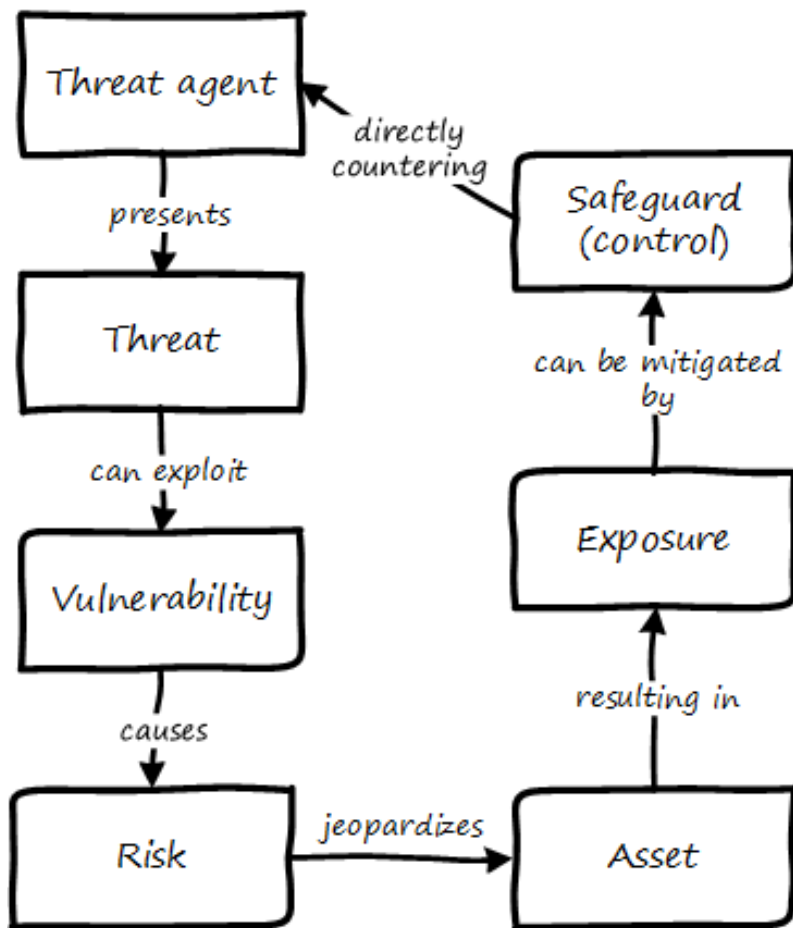 Threat agent
directly
countering
Safeguard
(control)
presents
Threat
can be mitigated
by
can exploit
Exposure
Vulnerability
resulting in
causes
Risk
jeopardizes
Asset